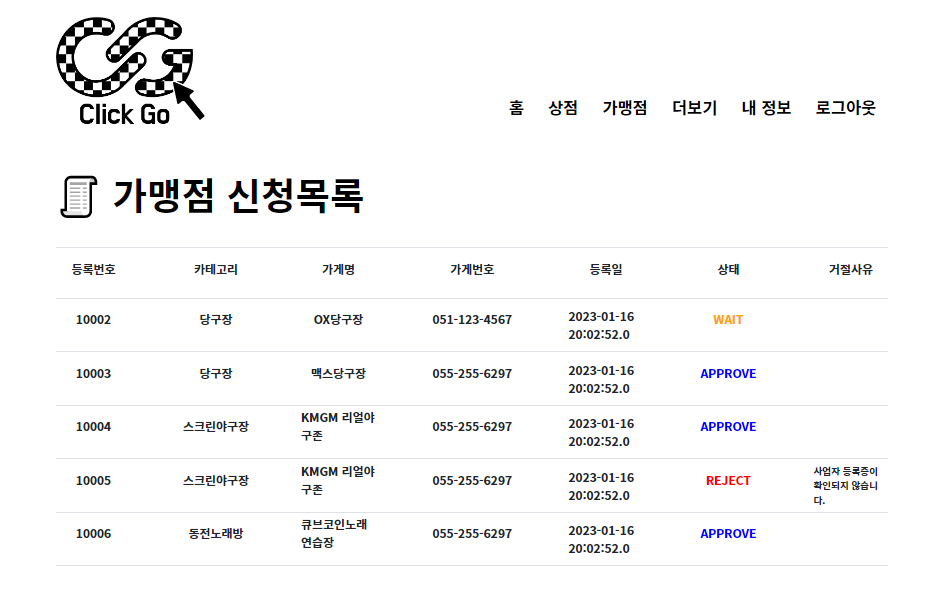 Click Go
홈 상점 가맹점 더보기 내 정보 로그아웃
가맹점 신청목록
등록번호 카테고리 가게명 가게번호 등록일 상태 거절사유
10002 당구장 OX당구장 051-123-4567 2023-01-16 WAIT
20:02:52.0
10003 당구장 맥스당구장 055-255-6297 2023-01-16 APPROVE
20:02:52.0
10004 스크린야구장 KMGM 리얼야 055-255-6297 2023-01-16 APPROVE
구존 20:02:52.0
10005 스크린야구장 KMGM 리얼야 055-255-6297 2023-01-16 REJECT 사업자 등록증이
구존 20:02:52.0 확인되지 않습니
다.
10006 동전노래방 큐브코인노래 055-255-6297 2023-01-16 APPROVE
연습장 20:02:52.0